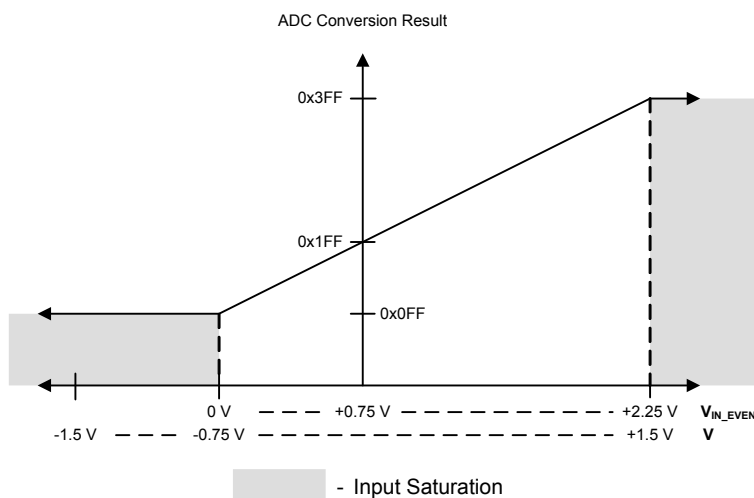 ADC Conversion Result
0x3FF
0x1FF
0x0FF
0 V +0.75 V +2.25 V VIN_EVEN
-1.5 V -0.75 V +1.5 V V
- Input Saturation